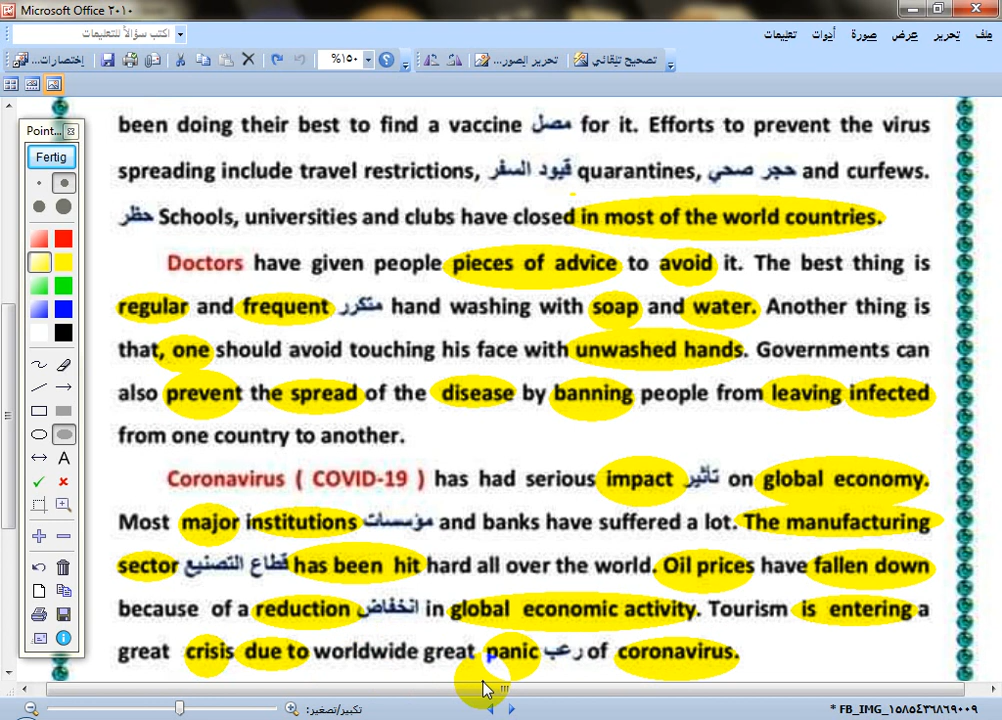 Microsoft Office ٢٠١٠
ملف تحرير عرض صورة أدوات تعليمات
اكتب سؤالاً للتعليمات
إختصارات... ١٥٠% تحرير الصور... تصحيح تلقائي
Point...
Fertig
A
been doing their best to find a vaccine مصل for it. Efforts to prevent the virus
spreading include travel restrictions, قيود السفر quarantines, حجر صحي and curfews.
حظر Schools, universities and clubs have closed in most of the world countries.
Doctors have given people pieces of advice to avoid it. The best thing is
regular and frequent متكرر hand washing with soap and water. Another thing is
that, one should avoid touching his face with unwashed hands. Governments can
also prevent the spread of the disease by banning people from leaving infected
from one country to another.
Coronavirus ( COVID-19 ) has had serious impact تأثير on global economy.
Most major institutions مؤسسات and banks have suffered a lot. The manufacturing
sector قطاع التصنيع has been hit hard all over the world. Oil prices have fallen down
because of a reduction انخفاض in global economic activity. Tourism is entering a
great crisis due to worldwide great panic رعب of coronavirus.
تكبير/تصغير:
FB_IMG_١٥٨٥٤٣٦٨٦٩٠٠٩ *